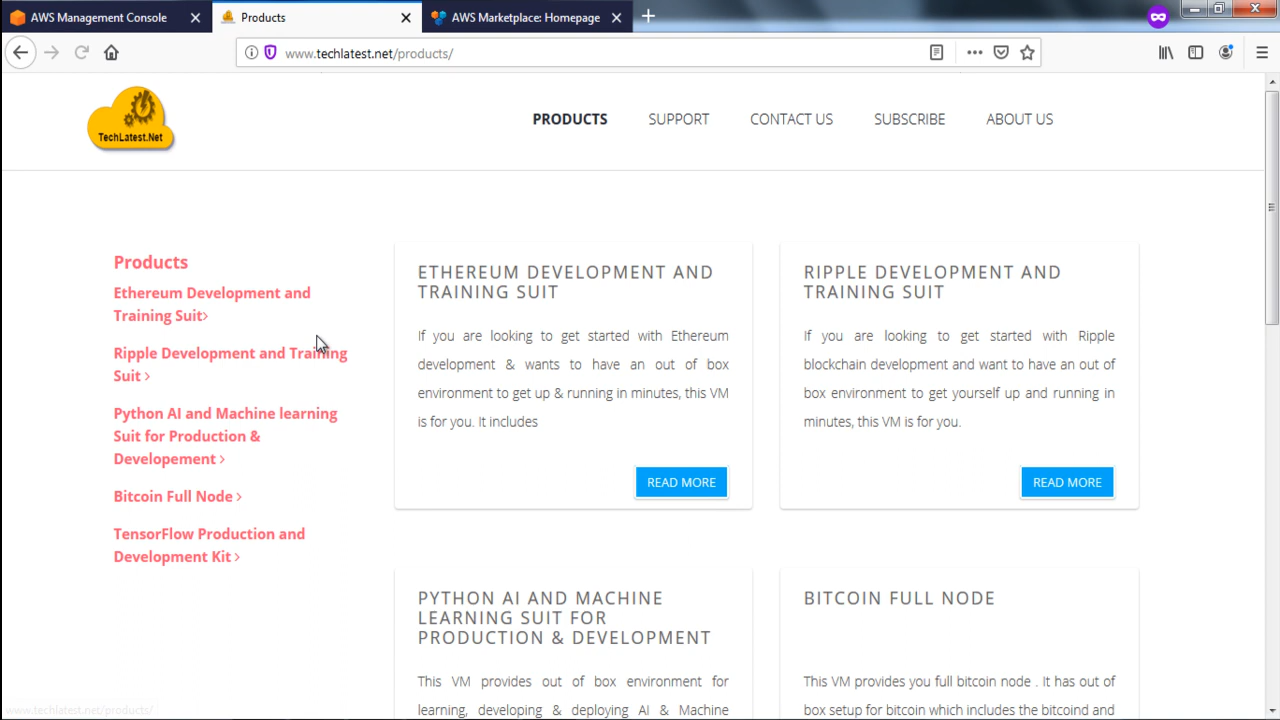 AWS Management Console
Products
AWS Marketplace: Homepage
www.techlatest.net/products/
TechLatest.Net
PRODUCTS
SUPPORT
CONTACT US
SUBSCRIBE
ABOUT US
Products
Ethereum Development and
Training Suit>
Ripple Development and Training
Suit >
Python AI and Machine learning
Suit for Production &
Developement >
Bitcoin Full Node >
TensorFlow Production and
Development Kit >
ETHEREUM DEVELOPMENT AND
TRAINING SUIT
If you are looking to get started with Ethereum
development & wants to have an out of box
environment to get up & running in minutes, this VM
is for you. It includes
READ MORE
RIPPLE DEVELOPMENT AND
TRAINING SUIT
If you are looking to get started with Ripple
blockchain development and want to have an out of
box environment to get yourself up and running in
minutes, this VM is for you.
READ MORE
PYTHON AI AND MACHINE
LEARNING SUIT FOR
PRODUCTION & DEVELOPMENT
This VM provides out of box environment for
learning, developing & deploying AI & Machine
BITCOIN FULL NODE
This VM provides you full bitcoin node . It has out of
box setup for bitcoin which includes the bitcoind and
www.techlatest.net/products/